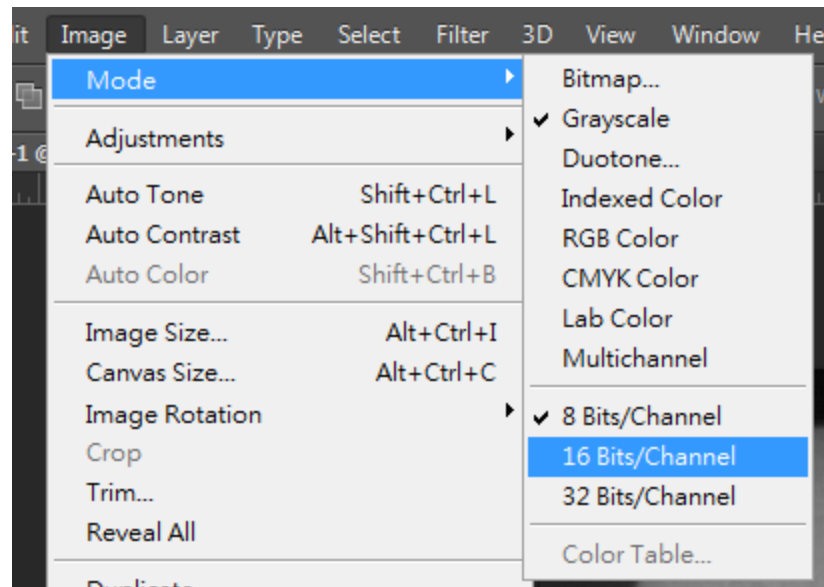 it Image Layer Type Select Filter 3D View Window He
Mode
-1 @
Adjustments
Auto Tone Shift+Ctrl+L
Auto Contrast Alt+Shift+Ctrl+L
Auto Color Shift+Ctrl+B
Image Size... Alt+Ctrl+I
Canvas Size... Alt+Ctrl+C
Image Rotation
Crop
Trim...
Reveal All
Bitmap...
Grayscale
Duotone...
Indexed Color
RGB Color
CMYK Color
Lab Color
Multichannel
8 Bits/Channel
16 Bits/Channel
32 Bits/Channel
Color Table...